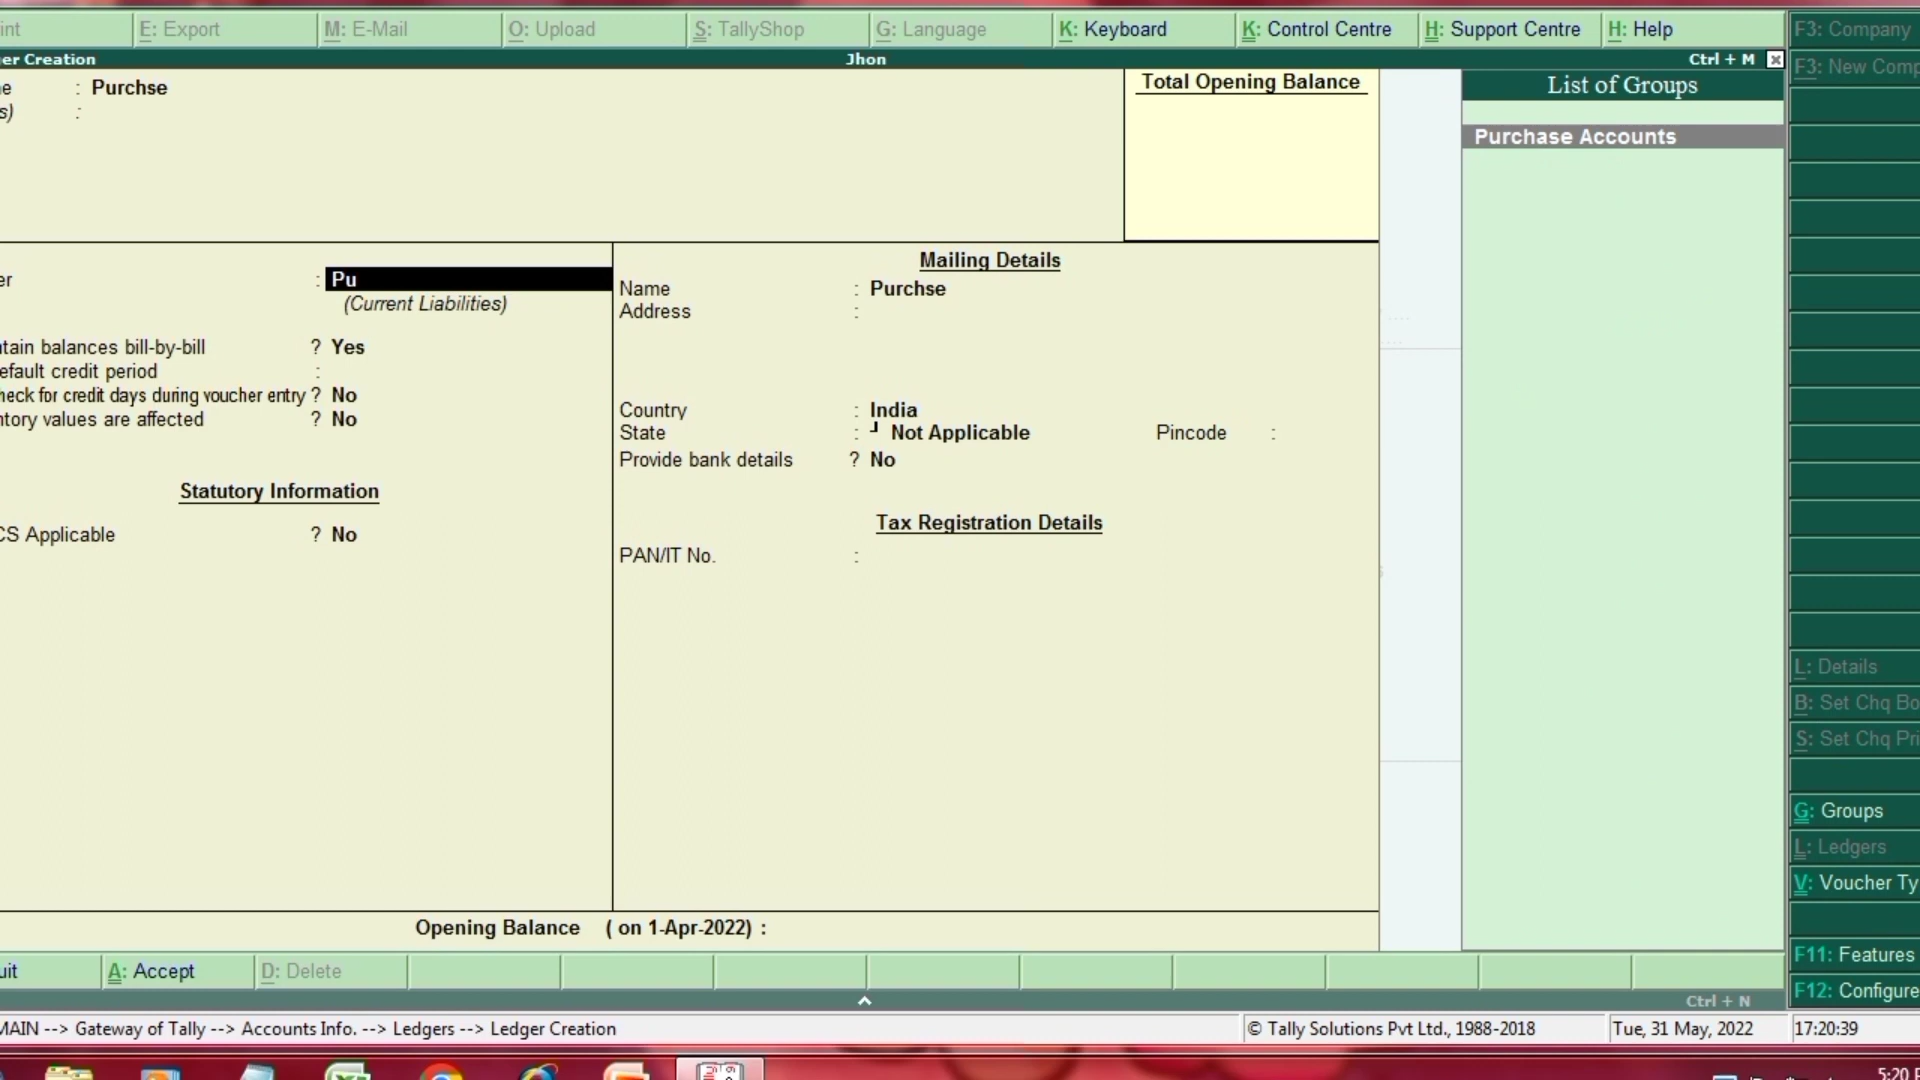 int E: Export M: E-Mail O: Upload S: TallyShop G: Language K: Keyboard K: Control Centre H: Support Centre H: Help F3: Company
er Creation Jhon Ctrl + M
F3: New Comp
e : Purchse
s) :
Total Opening Balance
List of Groups
Purchase Accounts
er : Pu
(Current Liabilities)
tain balances bill-by-bill ? Yes
efault credit period :
heck for credit days during voucher entry ? No
ntory values are affected ? No
Statutory Information
CS Applicable ? No
Mailing Details
Name : Purchse
Address :
Country : India
State : Not Applicable Pincode :
Provide bank details ? No
Tax Registration Details
PAN/IT No. :
Opening Balance ( on 1-Apr-2022) :
L: Details
B: Set Chq Bo
S: Set Chq Pri
G: Groups
L: Ledgers
V: Voucher Ty
F11: Features
F12: Configure
uit A: Accept D: Delete
Ctrl + N
MAIN --> Gateway of Tally --> Accounts Info. --> Ledgers --> Ledger Creation © Tally Solutions Pvt Ltd., 1988-2018 Tue, 31 May, 2022 17:20:39
5:20 P